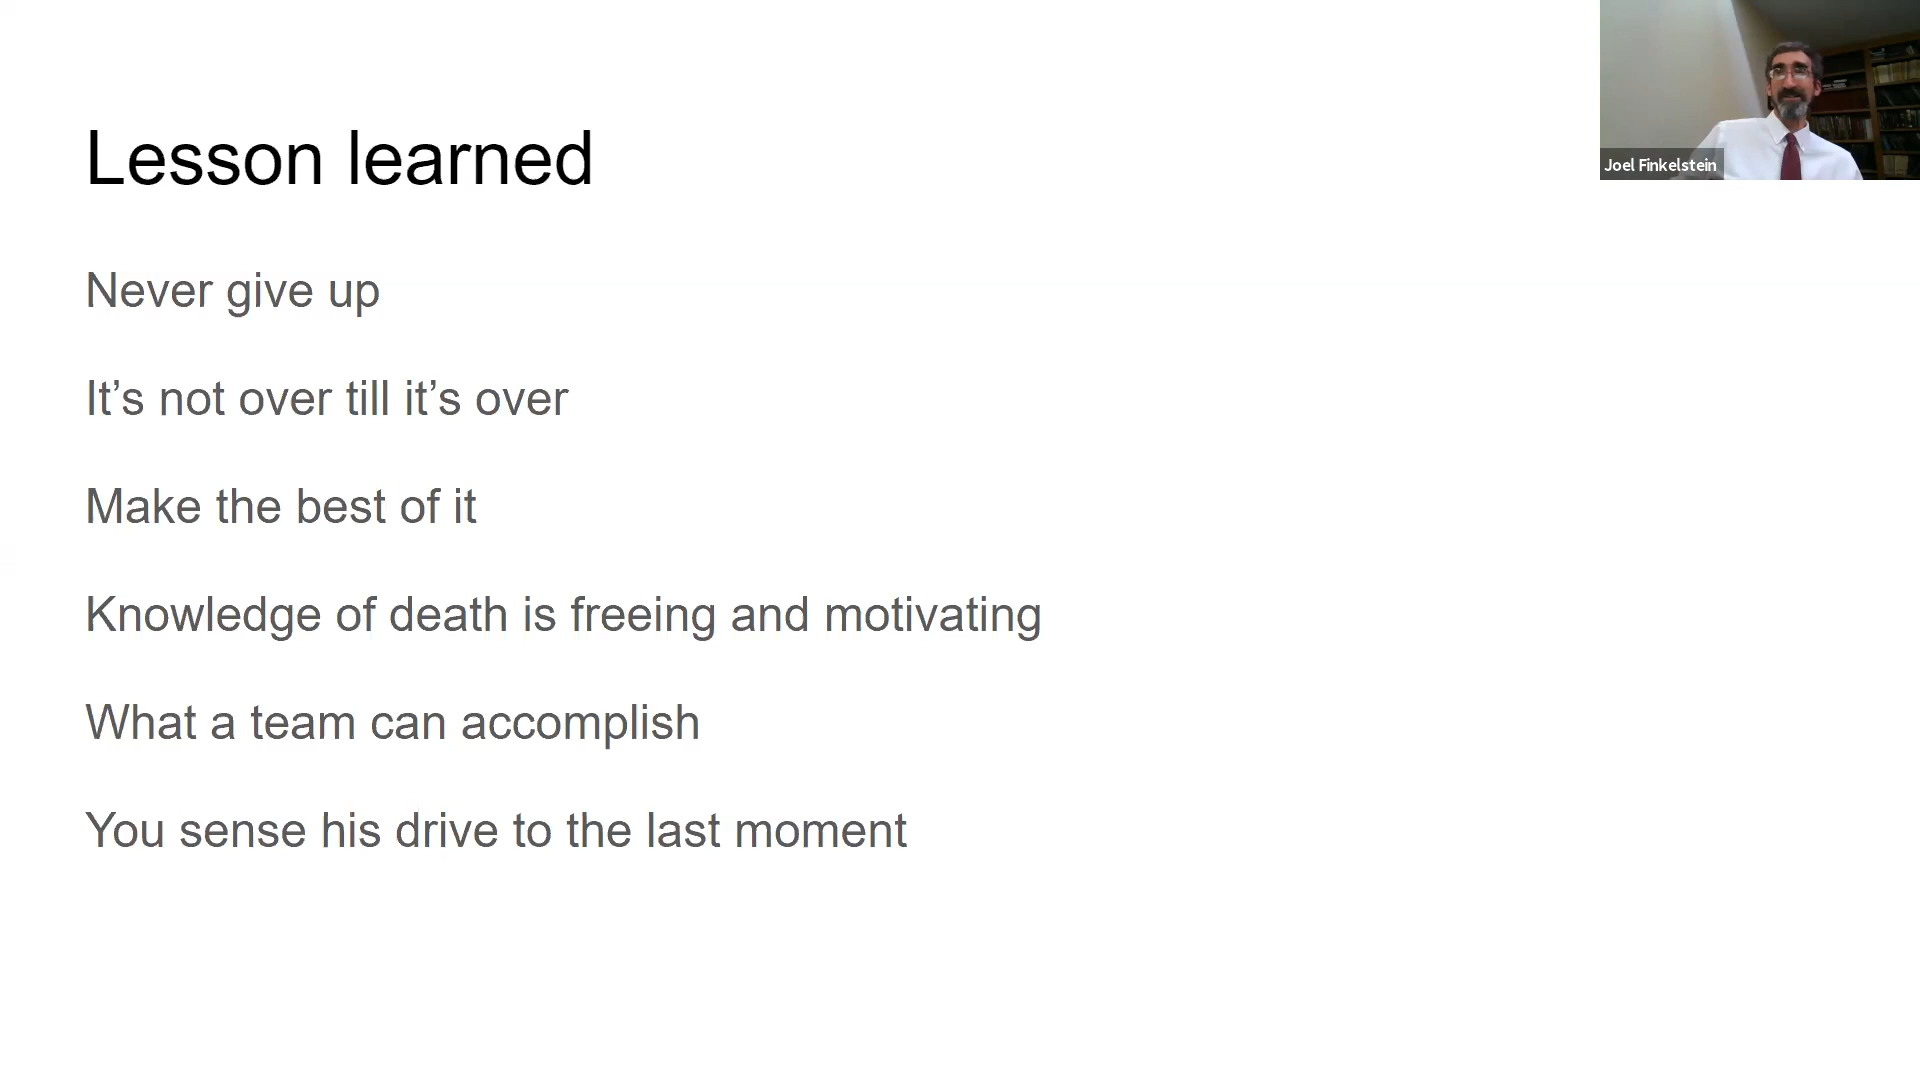 Lesson learned
Joel Finkelstein
Never give up
It’s not over till it’s over
Make the best of it
Knowledge of death is freeing and motivating
What a team can accomplish
You sense his drive to the last moment